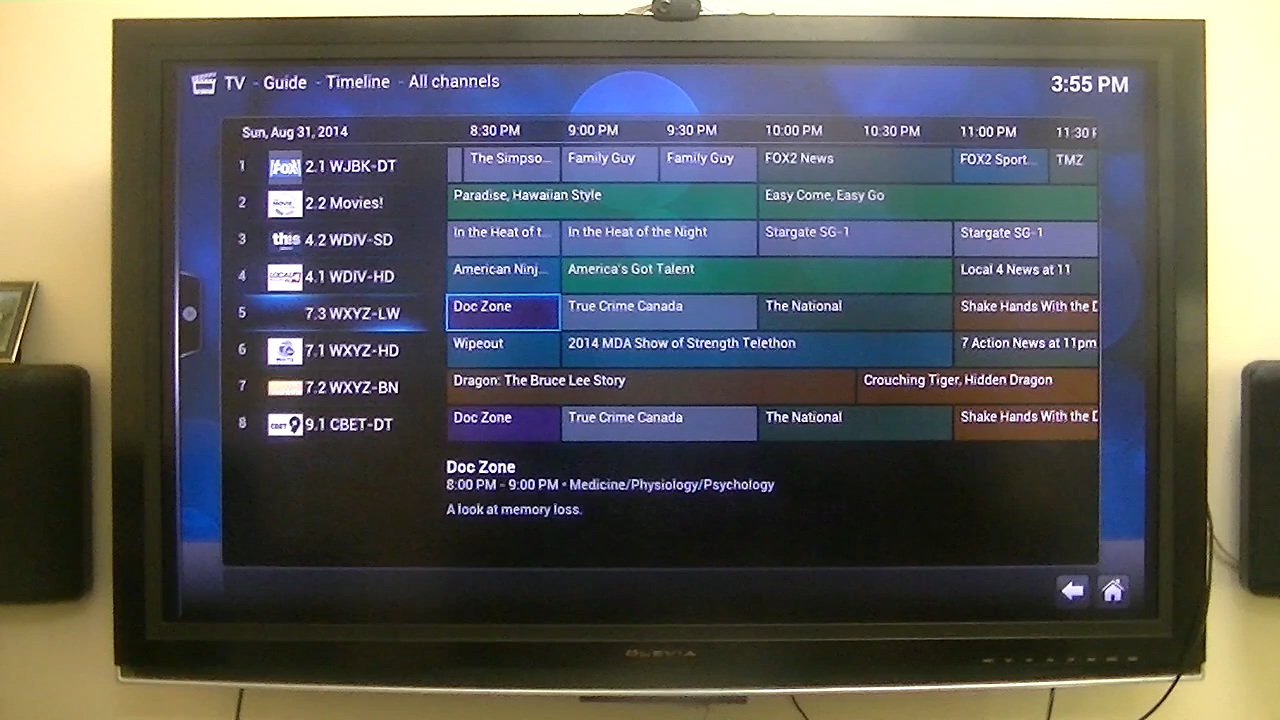 TV - Guide - Timeline - All channels
3:55 PM
Sun, Aug 31, 2014 8:30 PM 9:00 PM 9:30 PM 10:00 PM 10:30 PM 11:00 PM 11:30 P
1 FOX 2.1 WJBK-DT The Simpso... Family Guy Family Guy FOX2 News FOX2 Sport... TMZ
2 2.2 Movies! Paradise, Hawaiian Style Easy Come, Easy Go
3 this 4.2 WDIV-SD In the Heat of t... In the Heat of the Night Stargate SG-1 Stargate SG-1
4 LOCAL 4.1 WDIV-HD American Ninj... America's Got Talent Local 4 News at 11
5 7.3 WXYZ-LW Doc Zone True Crime Canada The National Shake Hands With the D
6 7.1 WXYZ-HD Wipeout 2014 MDA Show of Strength Telethon 7 Action News at 11pm
7 7.2 WXYZ-BN Dragon: The Bruce Lee Story Crouching Tiger, Hidden Dragon
8 CBET 9 9.1 CBET-DT Doc Zone True Crime Canada The National Shake Hands With the D
Doc Zone
8:00 PM - 9:00 PM • Medicine/Physiology/Psychology
A look at memory loss.
OLEVIA